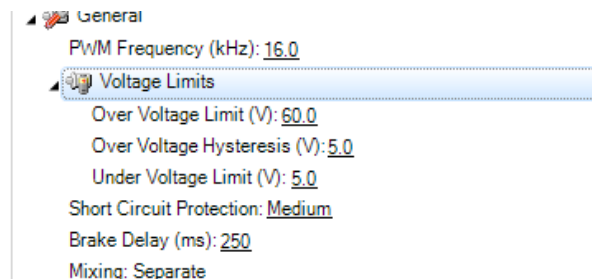 General
PWM Frequency (kHz): 16.0
Voltage Limits
Over Voltage Limit (V): 60.0
Over Voltage Hysteresis (V): 5.0
Under Voltage Limit (V): 5.0
Short Circuit Protection: Medium
Brake Delay (ms): 250
Mixing: Separate